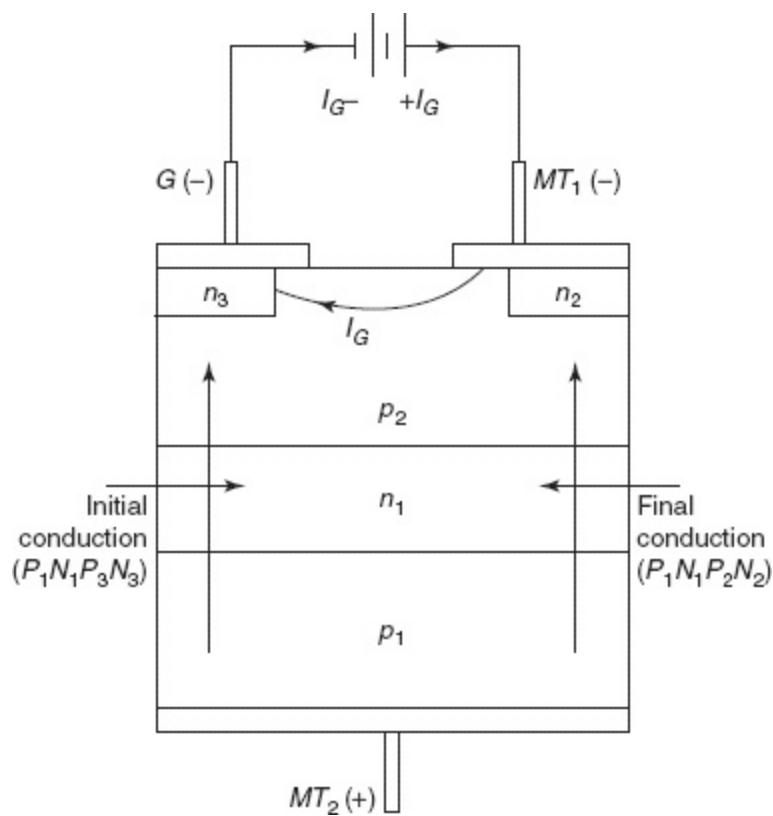 I_G– +I_G
G (–) MT₁ (–)
n₃ n₂
I_G
p₂
Initial
conduction
(P₁N₁P₃N₃)
n₁
Final
conduction
(P₁N₁P₂N₂)
p₁
MT₂ (+)